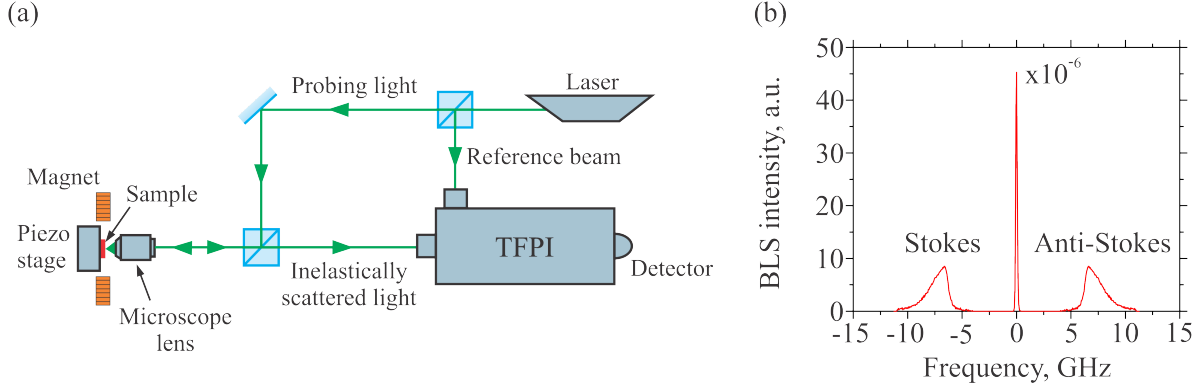 (a)
Probing light
Laser
Reference beam
Magnet
Sample
Piezo
stage
TFPI
Detector
Inelastically
scattered light
Microscope
lens
(b)
BLS intensity, a.u.
50
40
30
20
10
0
x10-6
Stokes
Anti-Stokes
-15 -10 -5 0 5 10 15
Frequency, GHz